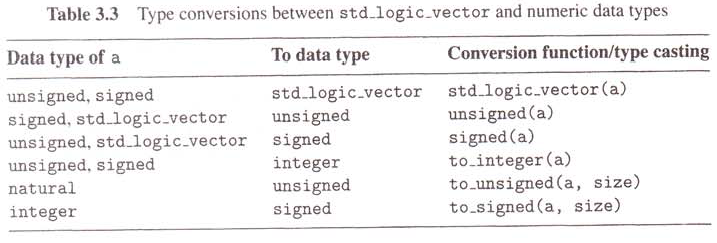 Table 3.3 Type conversions between std_logic_vector and numeric data types
Data type of a To data type Conversion function/type casting
unsigned, signed std_logic_vector std_logic_vector(a)
signed, std_logic_vector unsigned unsigned(a)
unsigned, std_logic_vector signed signed(a)
unsigned, signed integer to_integer(a)
natural unsigned to_unsigned(a, size)
integer signed to_signed(a, size)